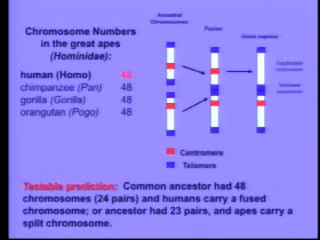 Chromosome Numbers
in the great apes
(Hominidae):
human (Homo) 46
chimpanzee (Pan) 48
gorilla (Gorilla) 48
orangutan (Pogo) 48
Ancestral
Chromosomes
Fusion
Homo sapiens
Centromere
Telomere
Testable prediction: Common ancestor had 48
chromosomes (24 pairs) and humans carry a fused
chromosome; or ancestor had 23 pairs, and apes carry a
split chromosome.